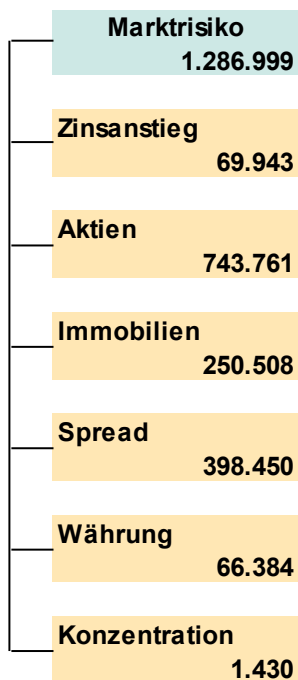 Marktrisiko
1.286.999
Zinsanstieg
69.943
Aktien
743.761
Immobilien
250.508
Spread
398.450
Währung
66.384
Konzentration
1.430